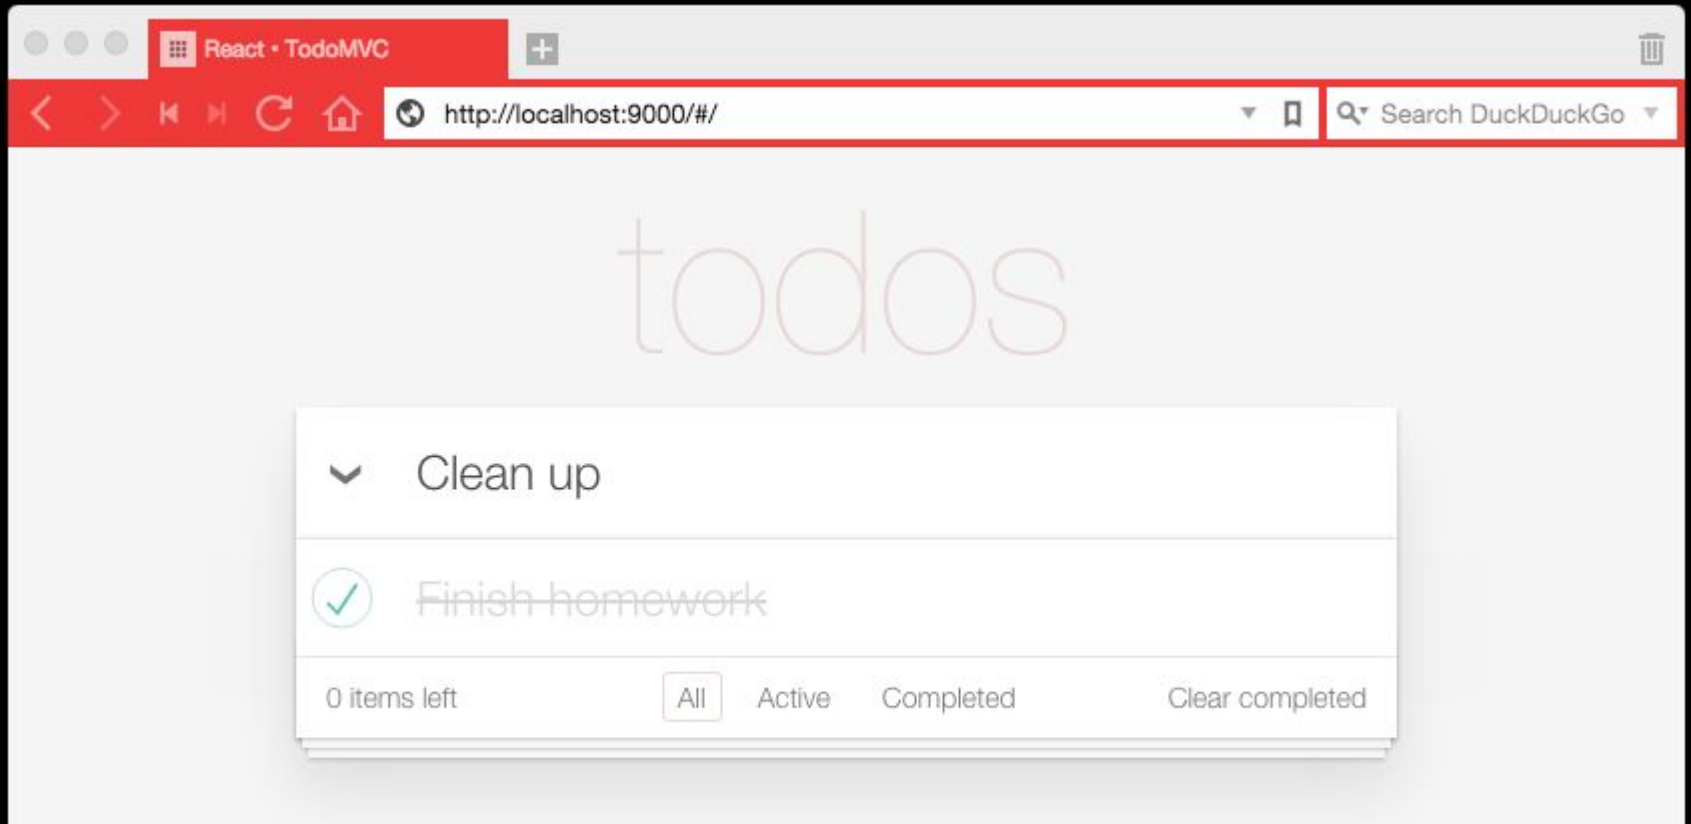 React • TodoMVC
http://localhost:9000/#/ Search DuckDuckGo
todos
Clean up
Finish homework
0 items left All Active Completed Clear completed